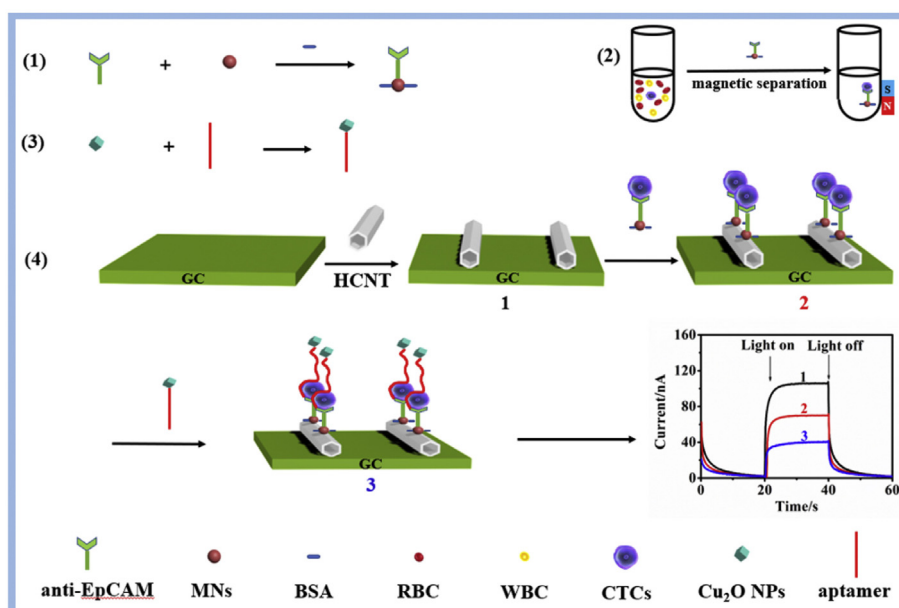 (1)
+
(2)
magnetic separation
S
N
(3)
+
(4)
GC
HCNT
GC
1
GC
2
GC
3
160
120
80
40
0
Current/nA
Light on
Light off
1
2
3
0 20 40 60
Time/s
anti-EpCAM MNs BSA RBC WBC CTCs Cu₂O NPs aptamer